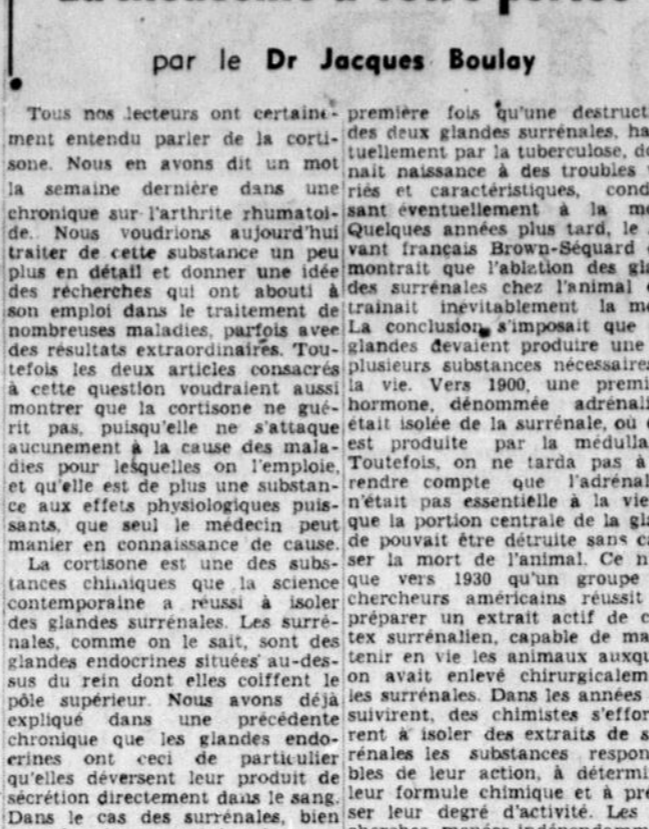 par le Dr Jacques Boulay
Tous nos lecteurs ont certaine-
ment entendu parler de la corti-
sone. Nous en avons dit un mot
la semaine dernière dans une
chronique sur l'arthrite rhumatoi-
de. Nous voudrions aujourd'hui
traiter de cette substance un peu
plus en détail et donner une idée
des recherches qui ont abouti à
son emploi dans le traitement de
nombreuses maladies, parfois avec
des résultats extraordinaires. Tou-
tefois les deux articles consacrés
à cette question voudraient aussi
montrer que la cortisone ne gué-
rit pas, puisqu'elle ne s'attaque
aucunement à la cause des mala-
dies pour lesquelles on l'emploie,
et qu'elle est de plus une substan-
ce aux effets physiologiques puis-
sants, que seul le médecin peut
manier en connaissance de cause.
La cortisone est une des subs-
tances chimiques que la science
contemporaine a réussi à isoler
des glandes surrénales. Les surré-
nales, comme on le sait, sont des
glandes endocrines situées au-des-
sus du rein dont elles coiffent le
pôle supérieur. Nous avons déjà
expliqué dans une précédente
chronique que les glandes endo-
crines ont ceci de particulier
qu'elles déversent leur produit de
sécrétion directement dans le sang.
Dans le cas des surrénales, bien
première fois qu'une destruct
des deux glandes surrénales, ha
tuellement par la tuberculose, do
nait naissance à des troubles
riés et caractéristiques, cond
sant éventuellement à la mo
Quelques années plus tard, le
vant français Brown-Séquard
montrait que l'ablation des gla
des surrénales chez l'animal
trainait inévitablement la mo
La conclusion s'imposait que
glandes devaient produire une
plusieurs substances nécessaire
la vie. Vers 1900, une premi
hormone, dénommée adrénali
était isolée de la surrénale, où
est produite par la médulla
Toutefois, on ne tarda pas à
rendre compte que l'adrénal
n'était pas essentielle à la vie
que la portion centrale de la gla
de pouvait être détruite sans ca
ser la mort de l'animal. Ce n
que vers 1930 qu'un groupe
chercheurs américains réussit
préparer un extrait actif de c
tex surrénalien, capable de ma
tenir en vie les animaux auxqu
on avait enlevé chirurgicalem
les surrénales. Dans les années
suivirent, des chimistes s'effor
rent à isoler des extraits de s
rénales les substances respon
bles de leur action, à détermi
leur formule chimique et à pré
ser leur degré d'activité. Les